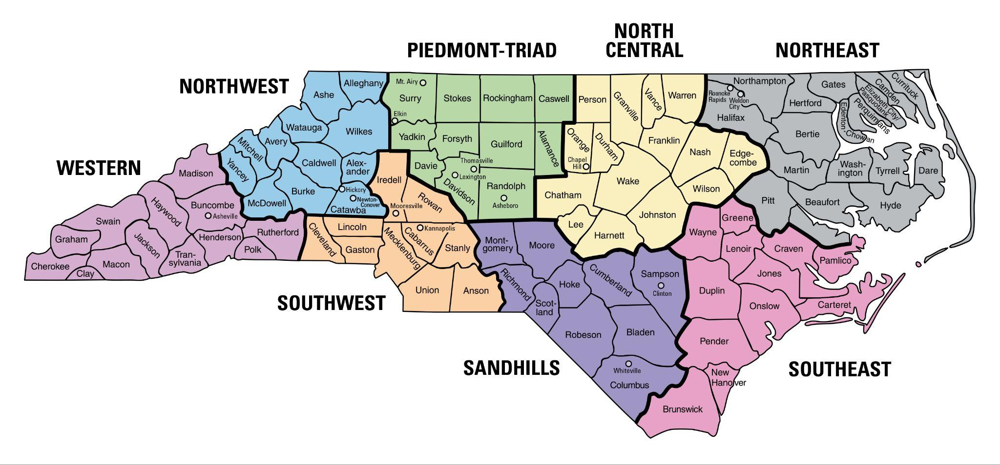 NORTH
CENTRAL
PIEDMONT-TRIAD
NORTHEAST
NORTHWEST
WESTERN
SOUTHWEST
SANDHILLS
SOUTHEAST
Ashe
Alleghany
Watauga
Wilkes
Mitchell
Avery
Yancey
Caldwell
Alex-
ander
McDowell
Burke
Hickory
Newton-
Conover
Catawba
Madison
Buncombe
Asheville
Haywood
Swain
Graham
Jackson
Henderson
Rutherford
Polk
Tran-
sylvania
Macon
Cherokee
Clay
Mt. Airy
Surry
Elkin
Stokes
Rockingham
Caswell
Yadkin
Forsyth
Guilford
Alamance
Davie
Thomasville
Lexington
Davidson
Randolph
Asheboro
Iredell
Mooresville
Rowan
Cleveland
Lincoln
Gaston
Mecklenburg
Kannapolis
Cabarrus
Stanly
Union
Anson
Person
Granville
Vance
Warren
Orange
Chapel
Hill
Durham
Franklin
Nash
Edge-
combe
Wake
Wilson
Chatham
Lee
Harnett
Johnston
Northampton
Roanoke
Rapids
Weldon
City
Halifax
Gates
Hertford
Currituck
Camden
Elizabeth City/
Pasquotank
Perquimans
Edenton-Chowan
Bertie
Martin
Wash-
ington
Tyrrell
Dare
Pitt
Beaufort
Hyde
Mont-
gomery
Moore
Richmond
Hoke
Scot-
land
Cumberland
Sampson
Clinton
Robeson
Bladen
Whiteville
Columbus
Wayne
Greene
Lenoir
Craven
Pamlico
Jones
Duplin
Onslow
Carteret
Pender
New
Hanover
Brunswick